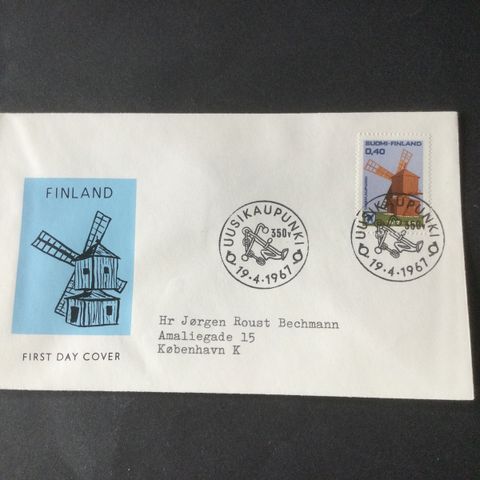 FINLAND
FIRST DAY COVER
SUOMI-FINLAND
0,40
UUSIKAUPUNKI
350v
19.4.1967
UUSIKAUPUNKI
350v
19.4.1967
Hr Jørgen Roust Bechmann
Amaliegade 15
København K